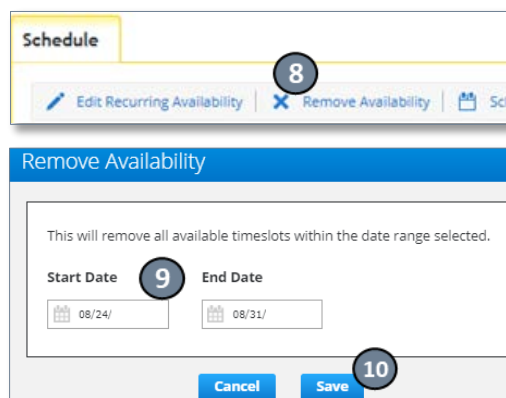 Schedule
8
Edit Recurring Availability Remove Availability Sc
Remove Availability
This will remove all available timeslots within the date range selected.
Start Date 9 End Date
08/24/ 08/31/
Cancel Save 10